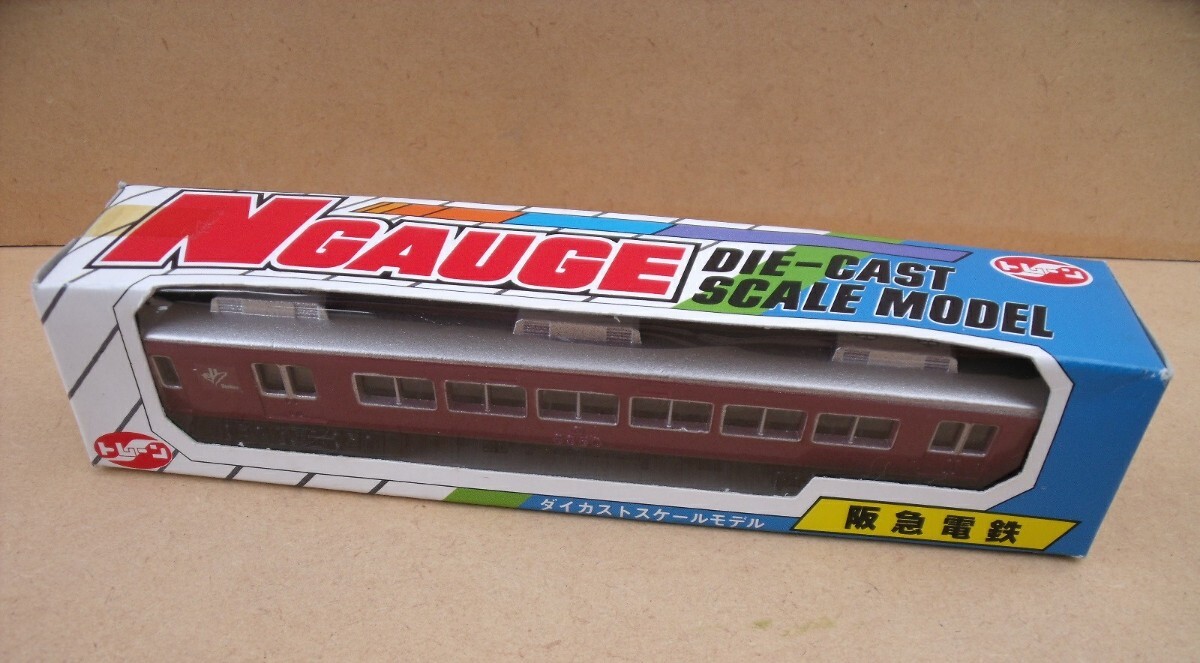 N GAUGE
DIE-CAST
SCALE MODEL
トレーン
トレーン
ダイカストスケールモデル
阪急電鉄